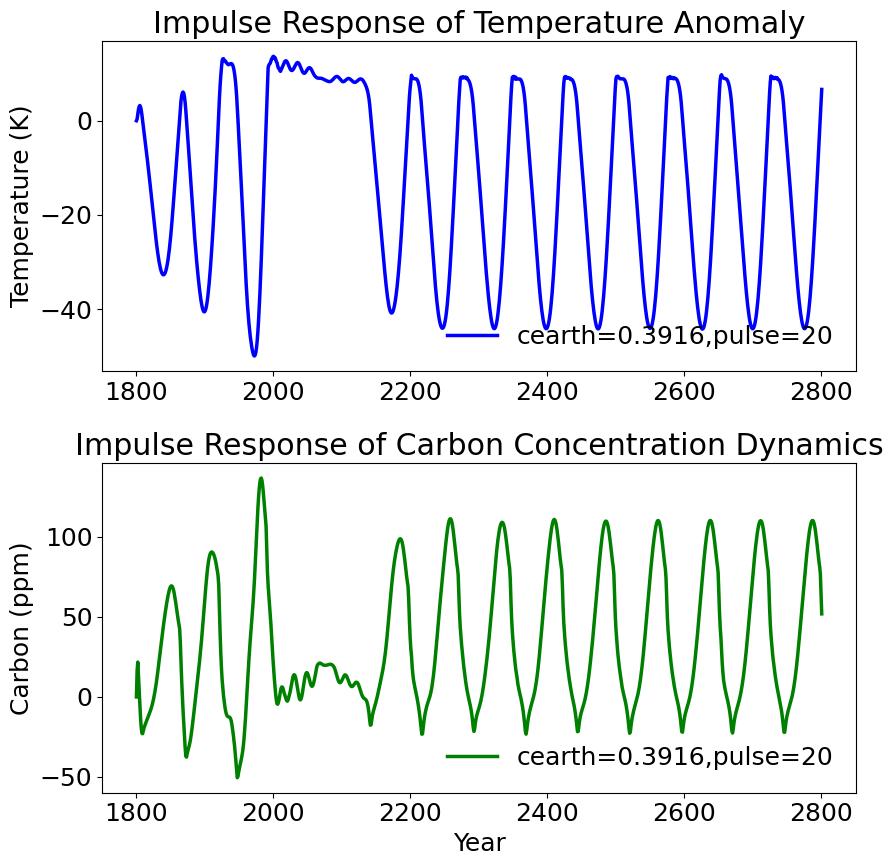 Impulse Response of Temperature Anomaly
Temperature (K)
0
−20
−40
cearth=0.3916,pulse=20
1800 2000 2200 2400 2600 2800
Impulse Response of Carbon Concentration Dynamics
Carbon (ppm)
100
50
0
−50
cearth=0.3916,pulse=20
1800 2000 2200 2400 2600 2800
Year